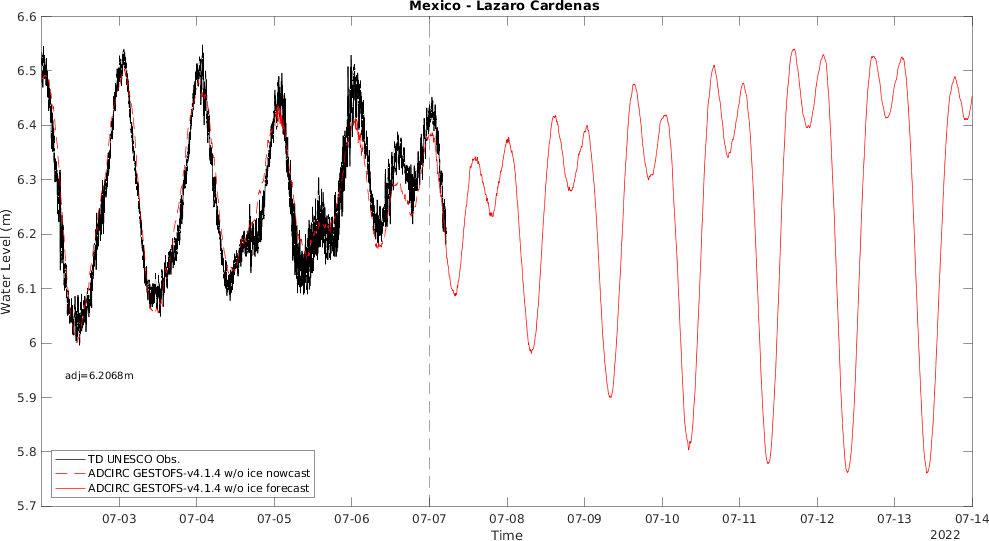 Mexico - Lazaro Cardenas
6.6
6.5
6.4
6.3
6.2
6.1
6
5.9
5.8
5.7
Water Level (m)
adj=6.2068m
TD UNESCO Obs.
ADCIRC GESTOFS-v4.1.4 w/o ice nowcast
ADCIRC GESTOFS-v4.1.4 w/o ice forecast
07-03 07-04 07-05 07-06 07-07 07-08 07-09 07-10 07-11 07-12 07-13 07-14
Time
2022